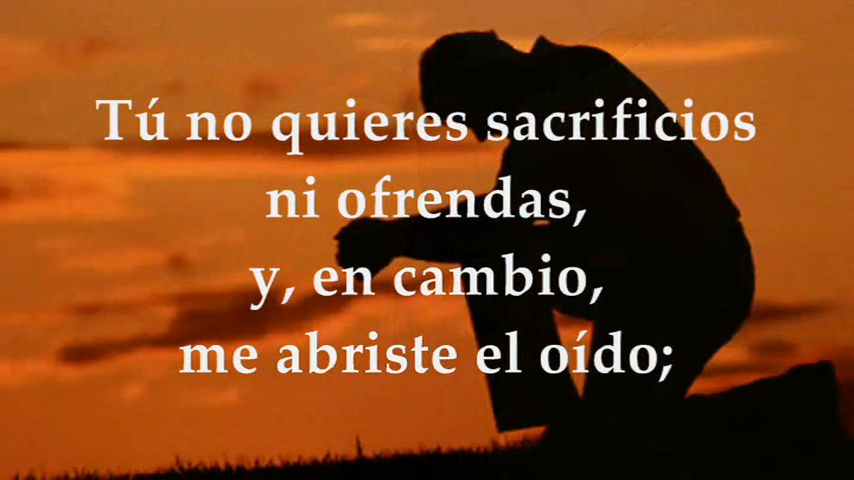 Tú no quieres sacrificios
ni ofrendas,
y, en cambio,
me abriste el oído;